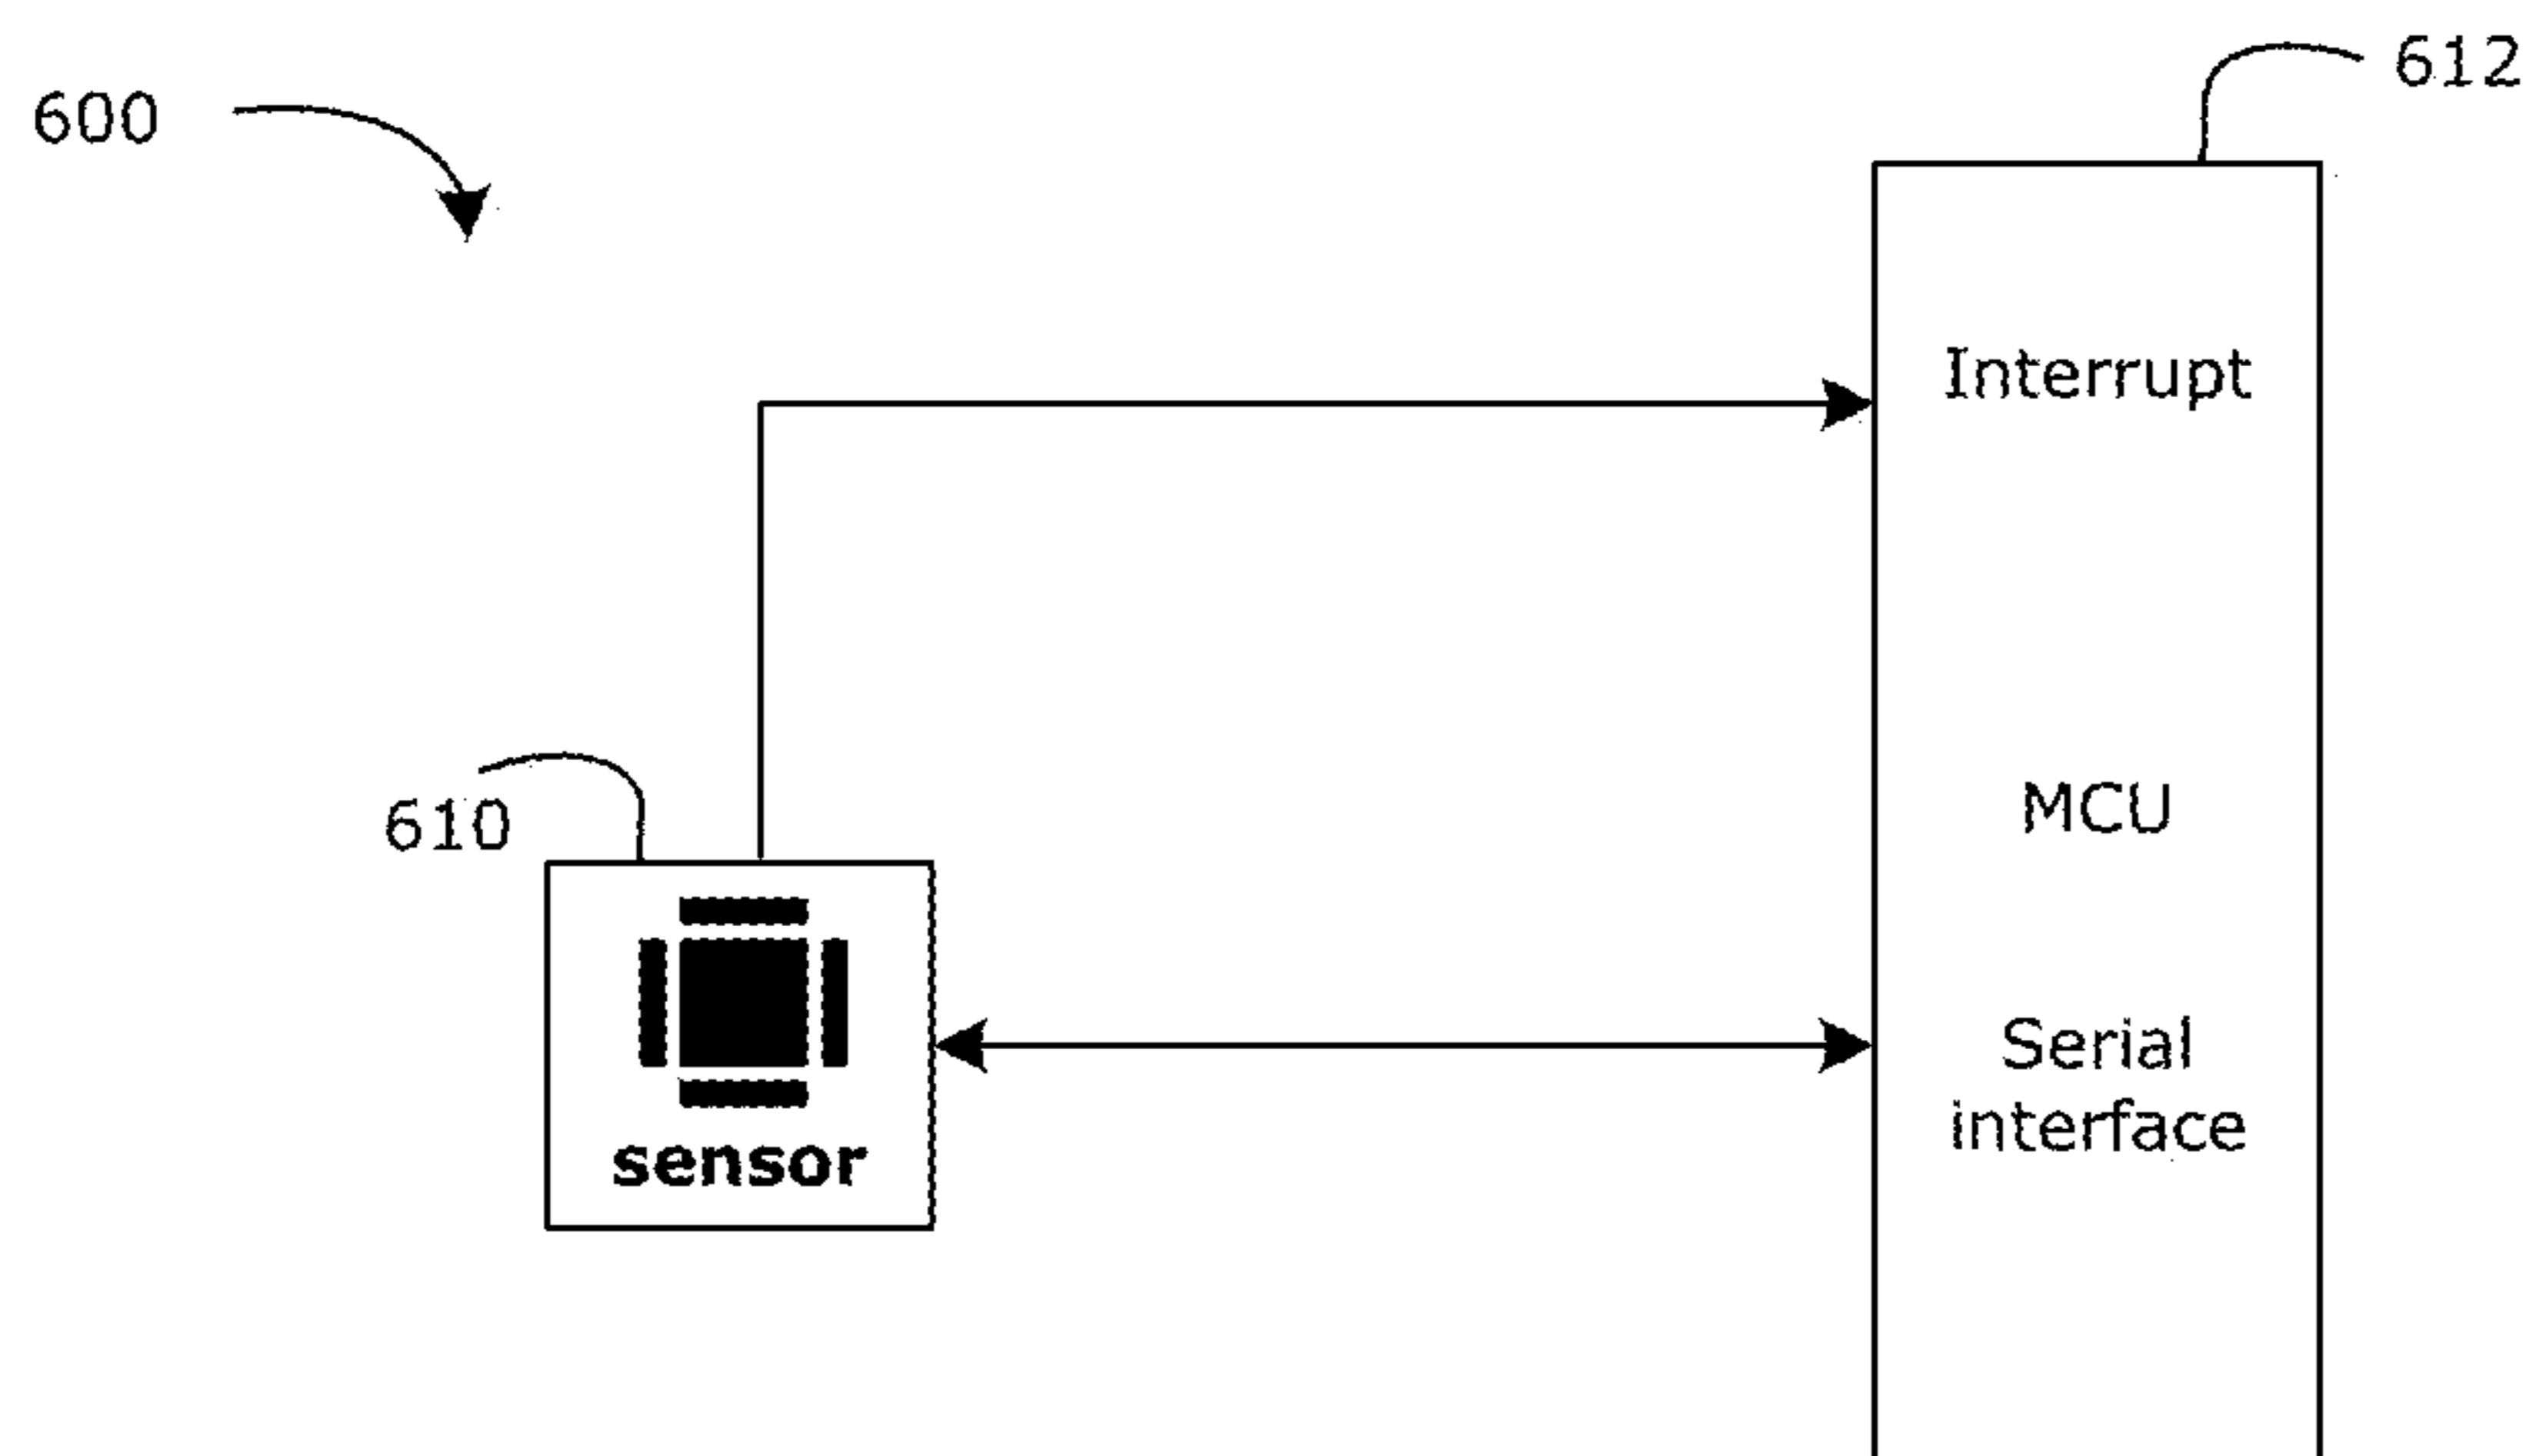 612
600
Interrupt
MCU
610
Serial
interface
sensor